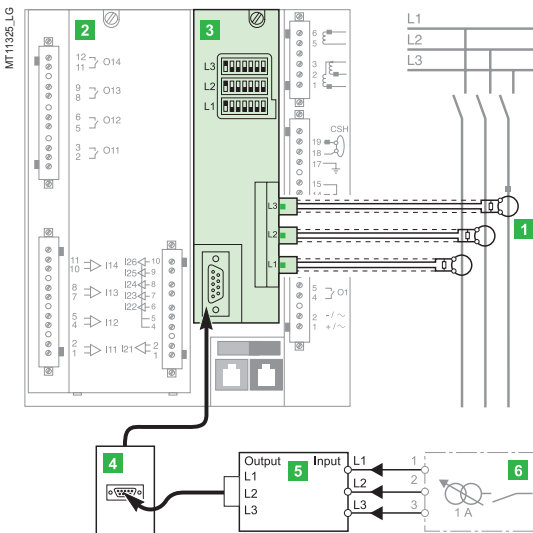 MT11325_LG
2
12
11
O14
9
8
O13
6
5
O12
3
2
O11
11
10
I14
8
7
I13
5
4
I12
2
1
I11
I26
10
I25
9
I24
8
I23
7
I22
6
5
4
I21
2
1
3
L3
L2
L1
L3
L2
L1
6
5
3
2
1
CSH
19
18
17
15
5
4
O1
2
-/~
1
+/~
L1
L2
L3
1
4
Output
Input
5
L1
L2
L3
L1
L2
L3
1
2
3
6
1 A